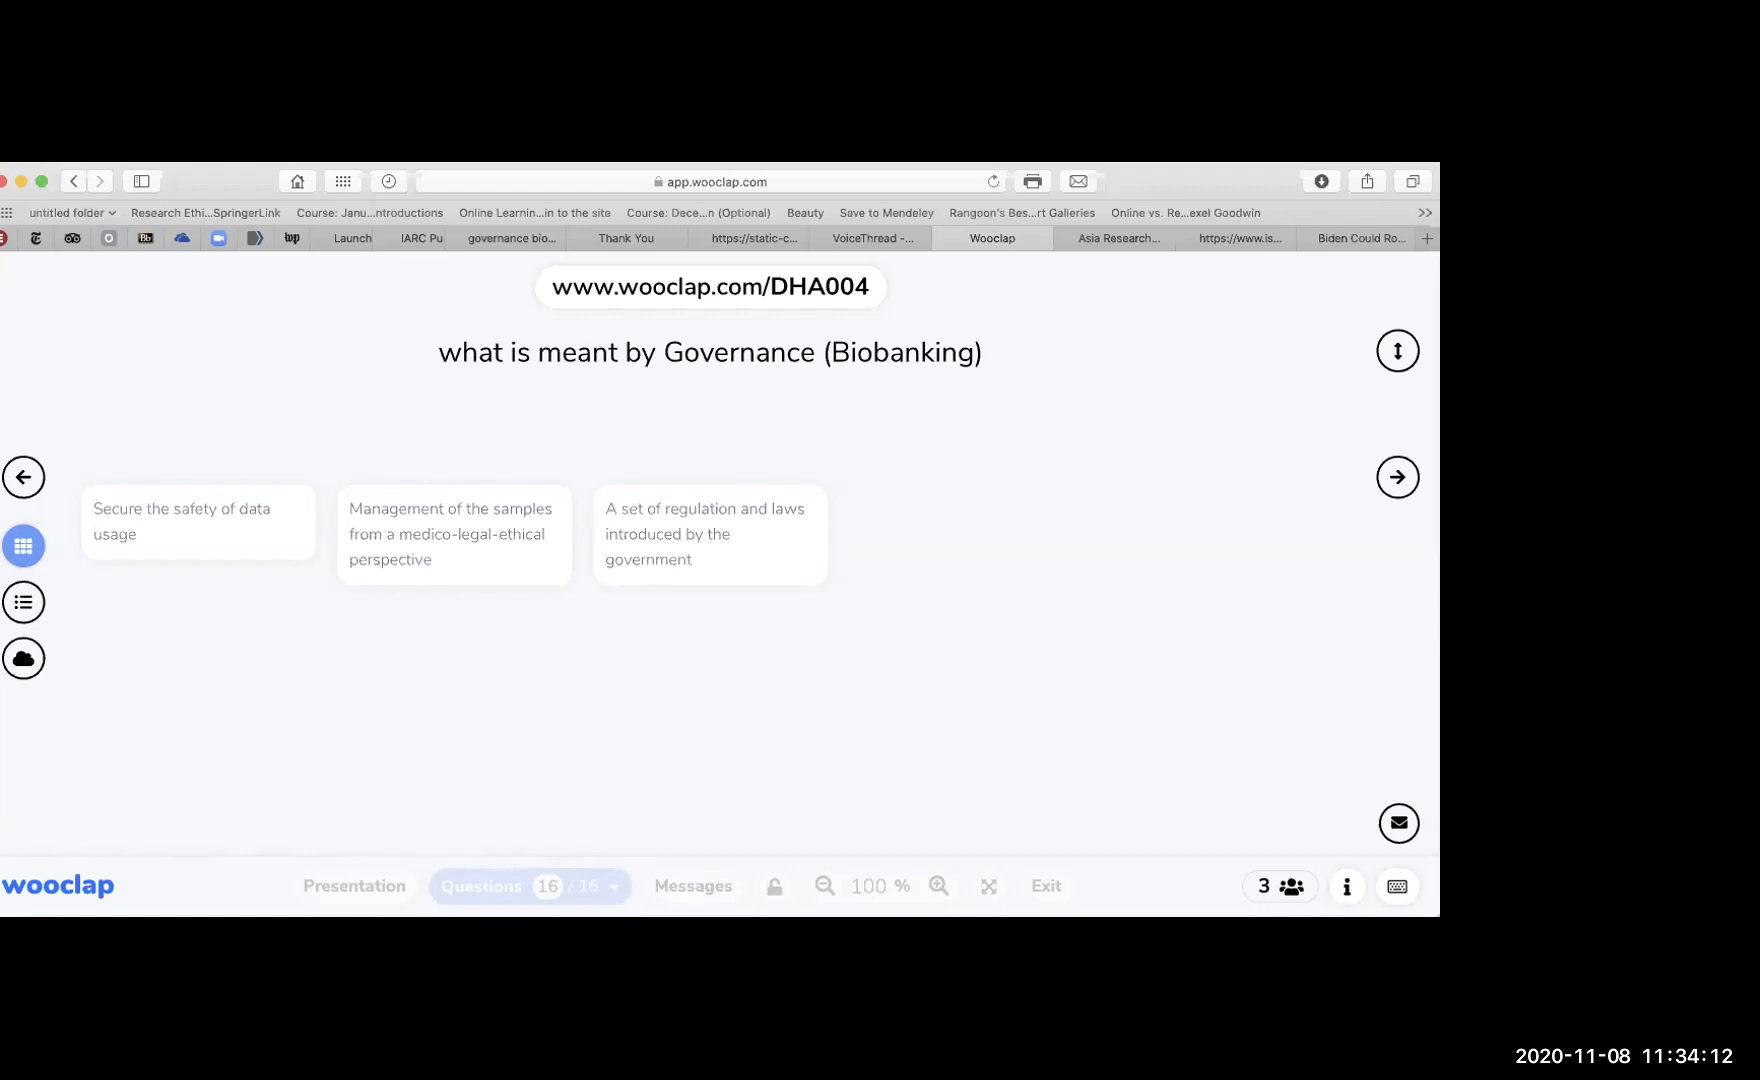 app.wooclap.com
untitled folder Research Ethi...SpringerLink Course: Janu...ntroductions Online Learnin...in to the site Course: Dece...n (Optional) Beauty Save to Mendeley Rangoon's Bes...rt Galleries Online vs. Re...exel Goodwin
Bb wp Launch IARC Pu governance bio... Thank You https://static-c... VoiceThread -... Wooclap Asia Research... https://www.is... Biden Could Ro...
www.wooclap.com/DHA004
what is meant by Governance (Biobanking)
Secure the safety of data
usage
Management of the samples
from a medico-legal-ethical
perspective
A set of regulation and laws
introduced by the
government
wooclap Presentation Questions 16 / 16 Messages 100 % Exit 3
2020-11-08 11:34:12